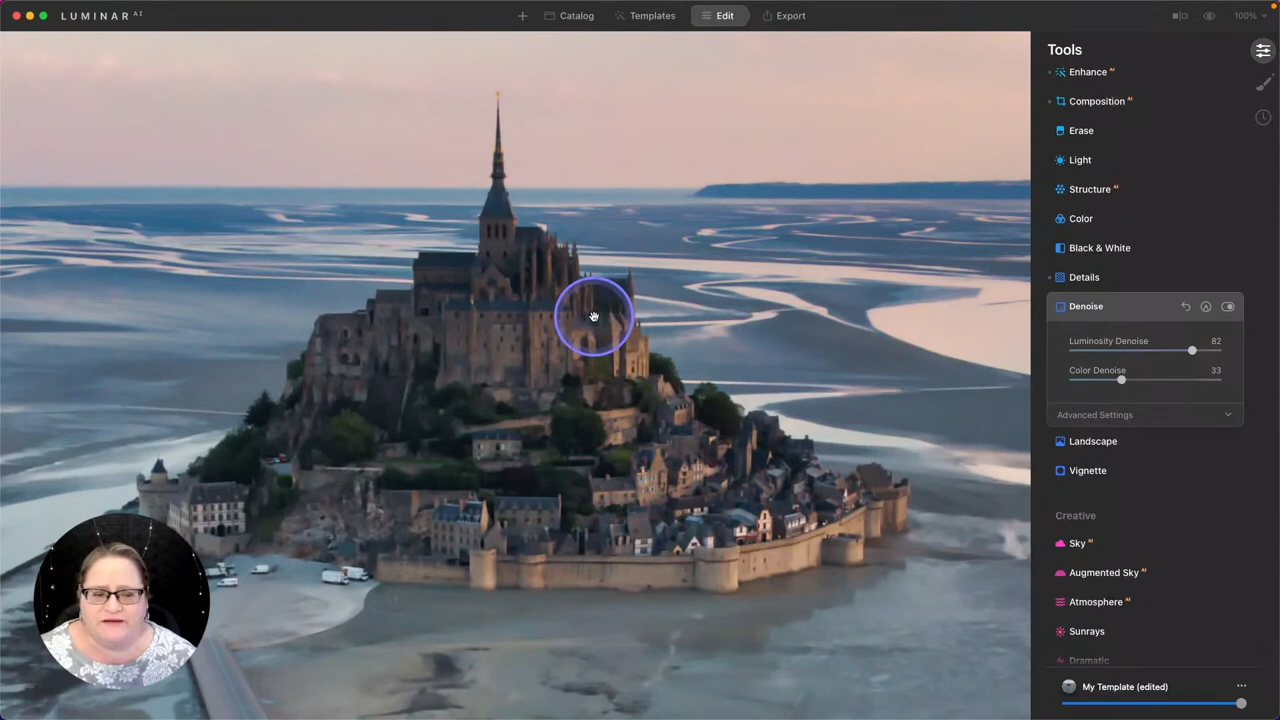 LUMINAR AI
Catalog
Templates
Edit
Export
100%
Tools
Enhance AI
Composition AI
Erase
Light
Structure AI
Color
Black & White
Details
Denoise
Luminosity Denoise 82
Color Denoise 33
Advanced Settings
Landscape
Vignette
Creative
Sky AI
Augmented Sky AI
Atmosphere AI
Sunrays
Dramatic
My Template (edited)